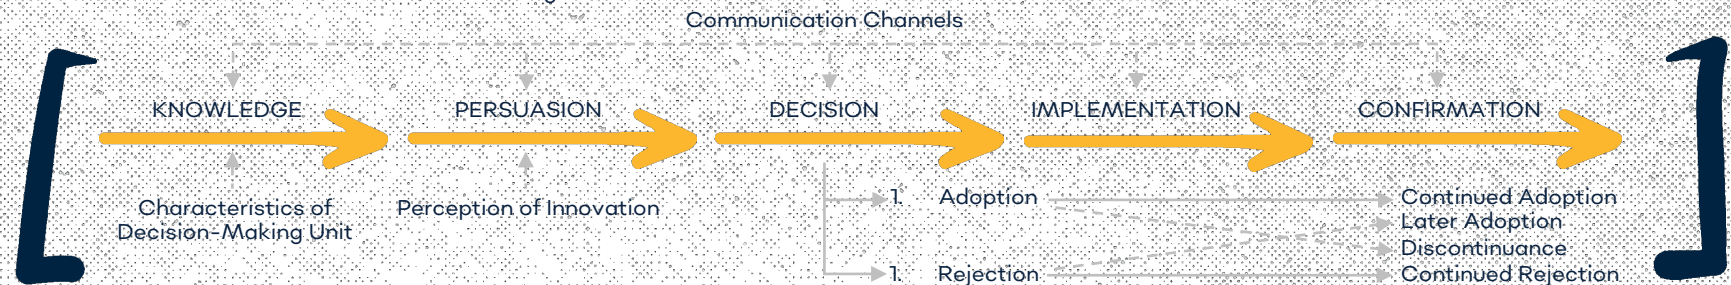 Communication Channels
KNOWLEDGE
PERSUASION
DECISION
IMPLEMENTATION
CONFIRMATION
Characteristics of
Decision-Making Unit
Perception of Innovation
1. Adoption
1. Rejection
Continued Adoption
Later Adoption
Discontinuance
Continued Rejection